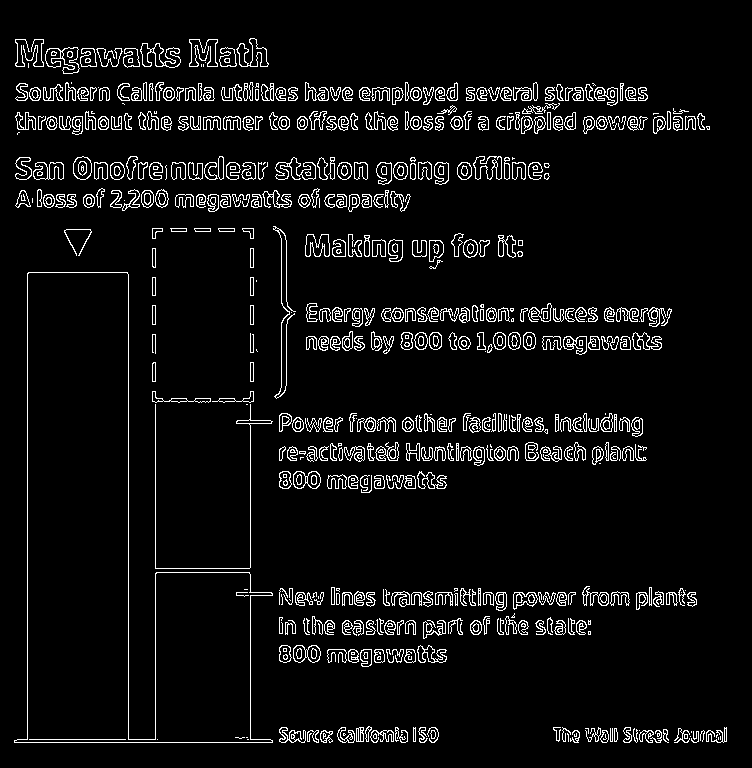 Megawatts Math
Southern California utilities have employed several strategies
throughout the summer to offset the loss of a crippled power plant.
San Onofre nuclear station going offline:
A loss of 2,200 megawatts of capacity
Making up for it:
Energy conservation: reduces energy
needs by 800 to 1,000 megawatts
Power from other facilities, including
re-activated Huntington Beach plant:
800 megawatts
New lines transmitting power from plants
in the eastern part of the state:
800 megawatts
Source: California ISO
The Wall Street Journal